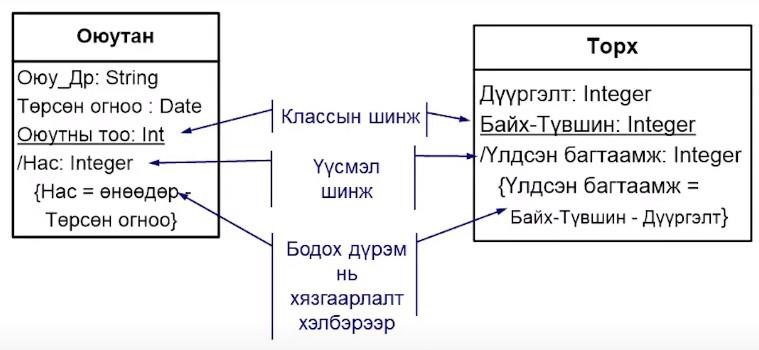 Оюутан
Оюу_Др: String
Төрсөн огноо : Date
Оюутны тоо: Int
/Нас: Integer
{Нас = өнөөдөр -
Төрсөн огноо}
Классын шинж
Үүсмэл
шинж
Бодох дүрэм
нь
хязгаарлалт
хэлбэрээр
Торх
Дүүргэлт: Integer
Байх-Түвшин: Integer
/Үлдсэн багтаамж: Integer
{Үлдсэн багтаамж =
Байх-Түвшин - Дүүргэлт}